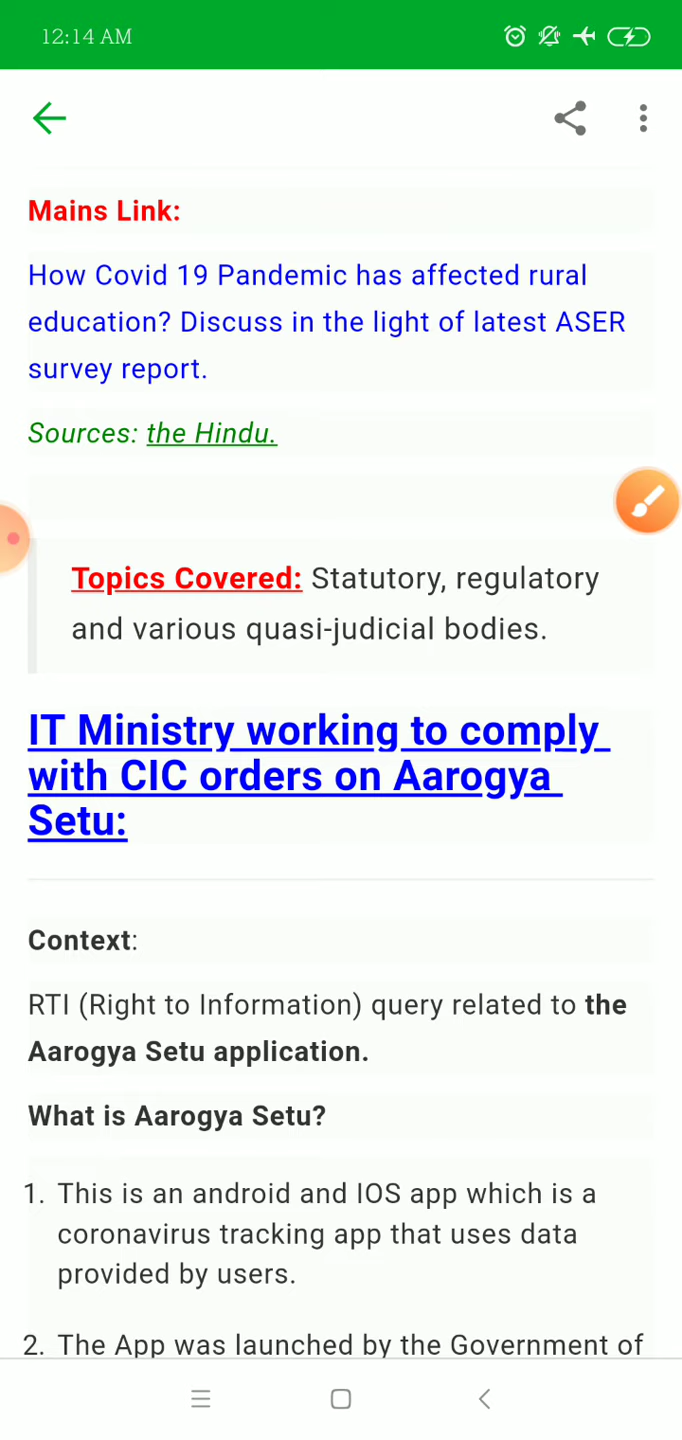 12:14 AM
Mains Link:
How Covid 19 Pandemic has affected rural
education? Discuss in the light of latest ASER
survey report.
Sources: the Hindu.
Topics Covered: Statutory, regulatory
and various quasi-judicial bodies.
IT Ministry working to comply
with CIC orders on Aarogya
Setu:
Context:
RTI (Right to Information) query related to the
Aarogya Setu application.
What is Aarogya Setu?
1. This is an android and IOS app which is a
coronavirus tracking app that uses data
provided by users.
2. The App was launched by the Government of